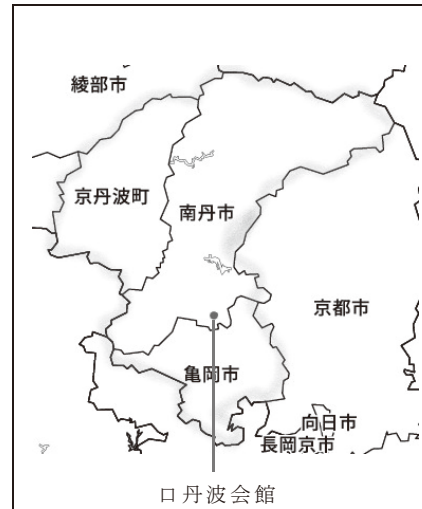 綾部市
京丹波町
南丹市
京都市
亀岡市
向日市
長岡京市
口丹波会館